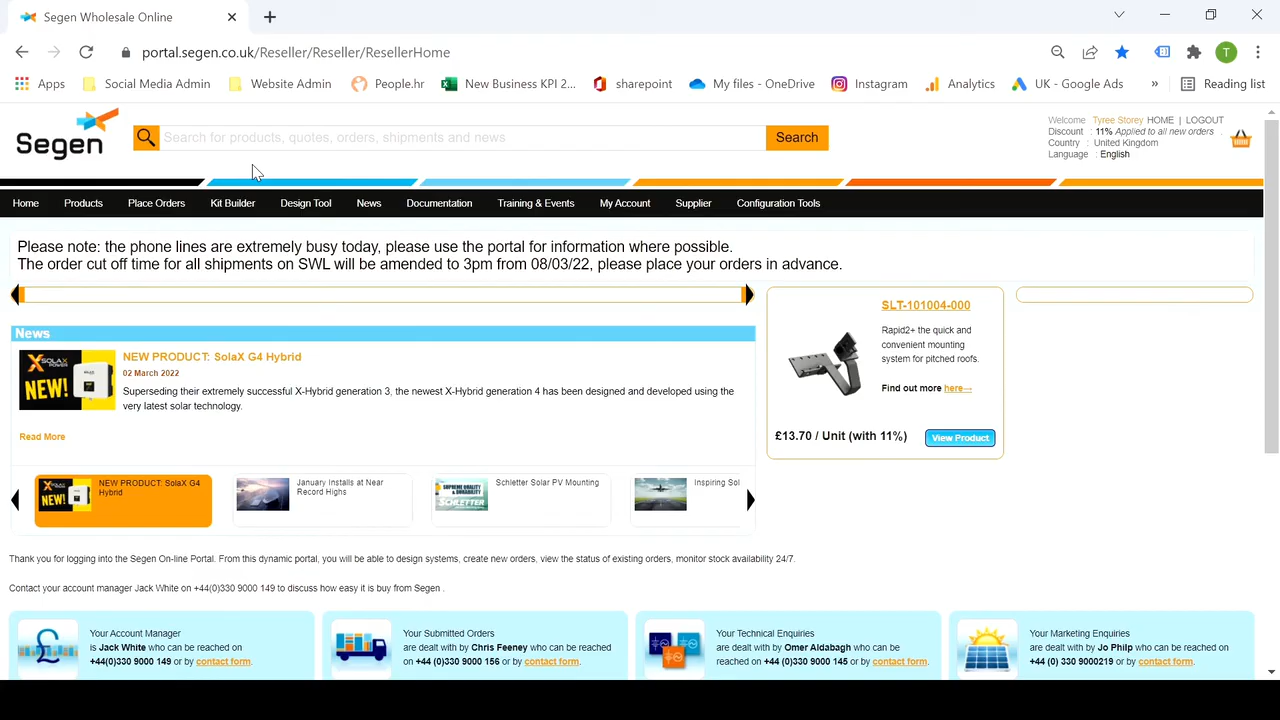 Segen Wholesale Online
portal.segen.co.uk/Reseller/Reseller/ResellerHome
T
Apps
Social Media Admin
Website Admin
People.hr
New Business KPI 2...
sharepoint
My files - OneDrive
Instagram
Analytics
UK - Google Ads
»
Reading list
Segen
Search for products, quotes, orders, shipments and news
Search
Welcome Tyree Storey HOME | LOGOUT
Discount : 11% Applied to all new orders .
Country : United Kingdom
Language : English
Home
Products
Place Orders
Kit Builder
Design Tool
News
Documentation
Training & Events
My Account
Supplier
Configuration Tools
Please note: the phone lines are extremely busy today, please use the portal for information where possible.
The order cut off time for all shipments on SWL will be amended to 3pm from 08/03/22, please place your orders in advance.
News
SOLAX
POWER
NEW!
NEW PRODUCT: SolaX G4 Hybrid
02 March 2022
Superseding their extremely successful X-Hybrid generation 3, the newest X-Hybrid generation 4 has been designed and developed using the
very latest solar technology.
Read More
NEW!
NEW PRODUCT: SolaX G4
Hybrid
January Installs at Near
Record Highs
SCHLETTER
Schletter Solar PV Mounting
Inspiring Sol
SLT-101004-000
Rapid2+ the quick and
convenient mounting
system for pitched roofs.
Find out more here---
£13.70 / Unit (with 11%)
View Product
Thank you for logging into the Segen On-line Portal. From this dynamic portal, you will be able to design systems, create new orders, view the status of existing orders, monitor stock availability 24/7.
Contact your account manager Jack White on +44(0)330 9000 149 to discuss how easy it is buy from Segen .
Your Account Manager
is Jack White who can be reached on
+44(0)330 9000 149 or by contact form.
Your Submitted Orders
are dealt with by Chris Feeney who can be reached
on +44 (0)330 9000 156 or by contact form.
Your Technical Enquiries
are dealt with by Omer Aldabagh who can be
reached on +44 (0)330 9000 145 or by contact form.
Your Marketing Enquiries
are dealt with by Jo Philp who can be reached on
+44 (0) 330 9000219 or by contact form.